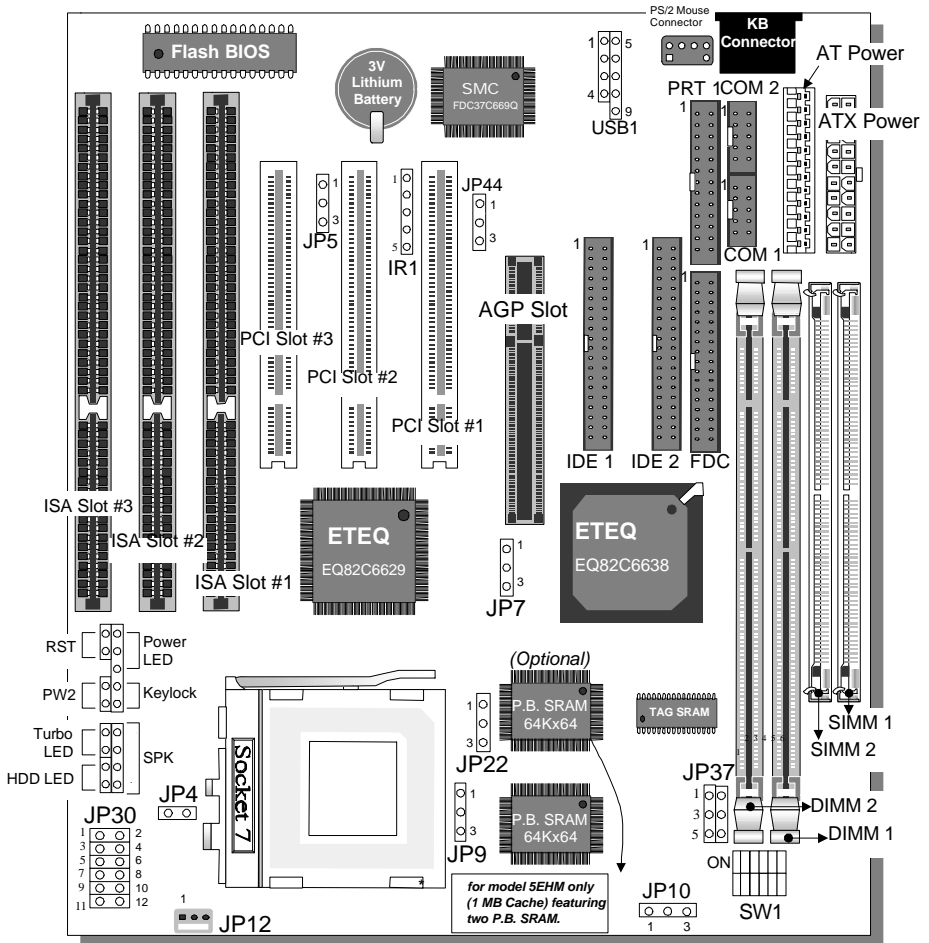 PS/2 Mouse
Connector
KB
Connector
AT Power
Flash BIOS
3V
Lithium
Battery
SMC
FDC37C669Q
1
5
4
9
USB1
PRT 1
COM 2
ATX Power
1
1
1
COM 1
1
3
JP5
1
5
IR1
JP44
1
3
AGP Slot
1
1
1
PCI Slot #3
PCI Slot #2
PCI Slot #1
IDE 1
IDE 2
FDC
ISA Slot #3
ISA Slot #2
ISA Slot #1
ETEQ
EQ82C6629
ETEQ
EQ82C6638
1
3
JP7
RST
Power
LED
PW2
Keylock
Turbo
LED
SPK
HDD LED
(Optional)
P.B. SRAM
64Kx64
TAG SRAM
1
3
JP22
1 2 3 4 5 6
SIMM 1
SIMM 2
JP37
1
3
5
DIMM 2
DIMM 1
JP4
Socket 7
*
1
3
JP9
P.B. SRAM
64Kx64
JP30
1 2
3 4
5 6
7 8
9 10
11 12
1
JP12
for model 5EHM only
(1 MB Cache) featuring
two P.B. SRAM.
JP10
1 3
ON
SW1